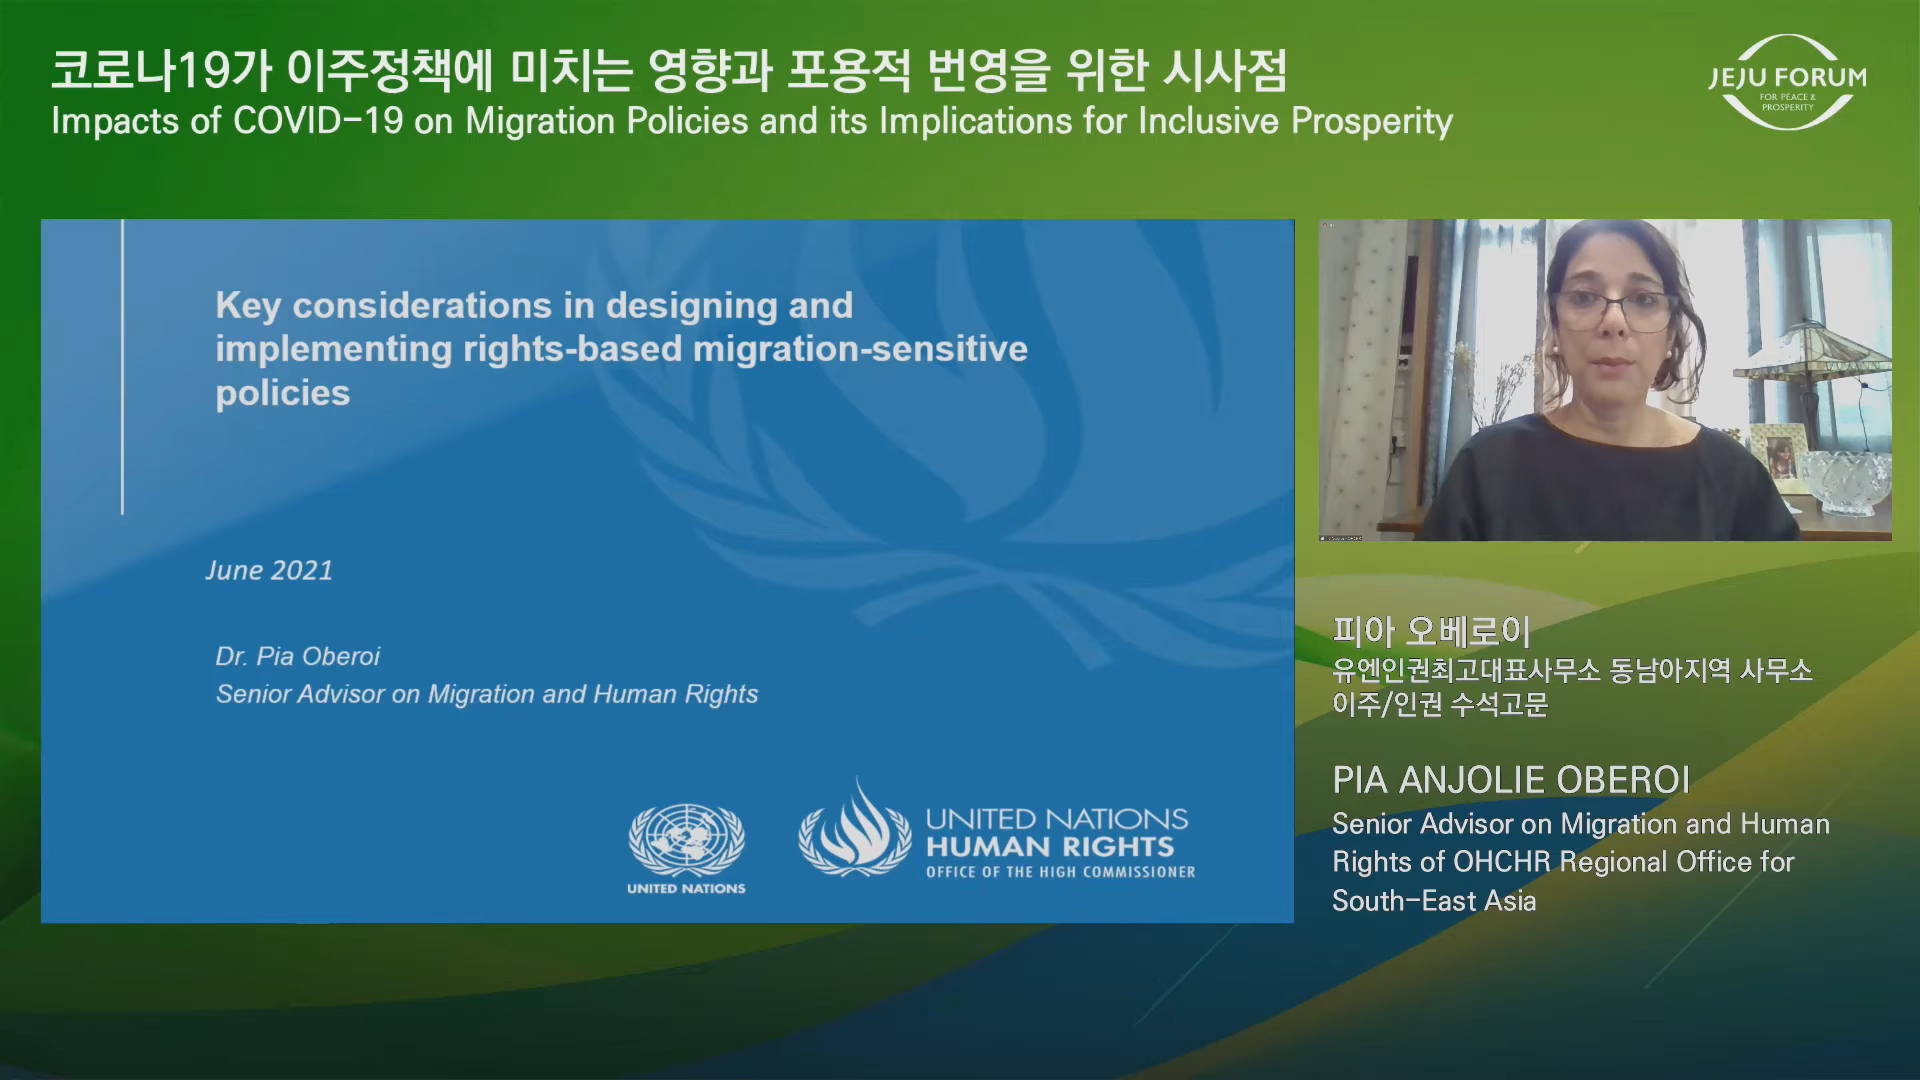 코로나19가 이주정책에 미치는 영향과 포용적 번영을 위한 시사점
Impacts of COVID-19 on Migration Policies and its Implications for Inclusive Prosperity
JEJU FORUM
FOR PEACE &
PROSPERITY
Key considerations in designing and
implementing rights-based migration-sensitive
policies
June 2021
Dr. Pia Oberoi
Senior Advisor on Migration and Human Rights
UNITED NATIONS
UNITED NATIONS
HUMAN RIGHTS
OFFICE OF THE HIGH COMMISSIONER
피아 오베로이
유엔인권최고대표사무소 동남아지역 사무소
이주/인권 수석고문
PIA ANJOLIE OBEROI
Senior Advisor on Migration and Human
Rights of OHCHR Regional Office for
South-East Asia